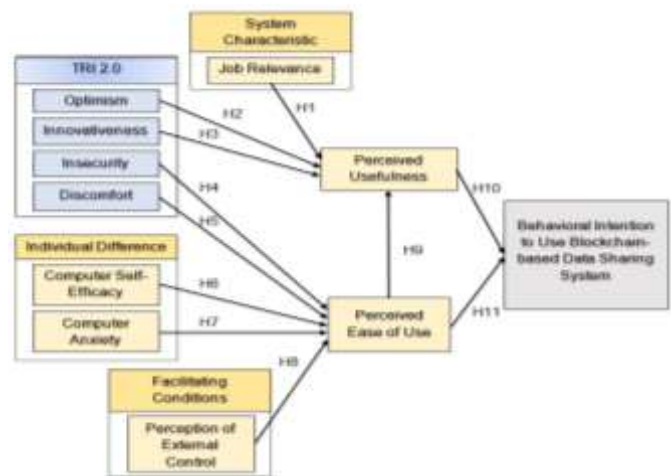 System
Characteristic
Job Relevance
TRI 2.0
Optimism
Innovativeness
Insecurity
Discomfort
H1
H2
H3
H4
H5
Perceived
Usefulness
H10
H9
Behavioral Intention
to Use Blockchain-
based Data Sharing
System
Individual Difference
Computer Self-
Efficacy
Computer
Anxiety
H6
H7
Perceived
Ease of Use
H11
H8
Facilitating
Conditions
Perception of
External
Control